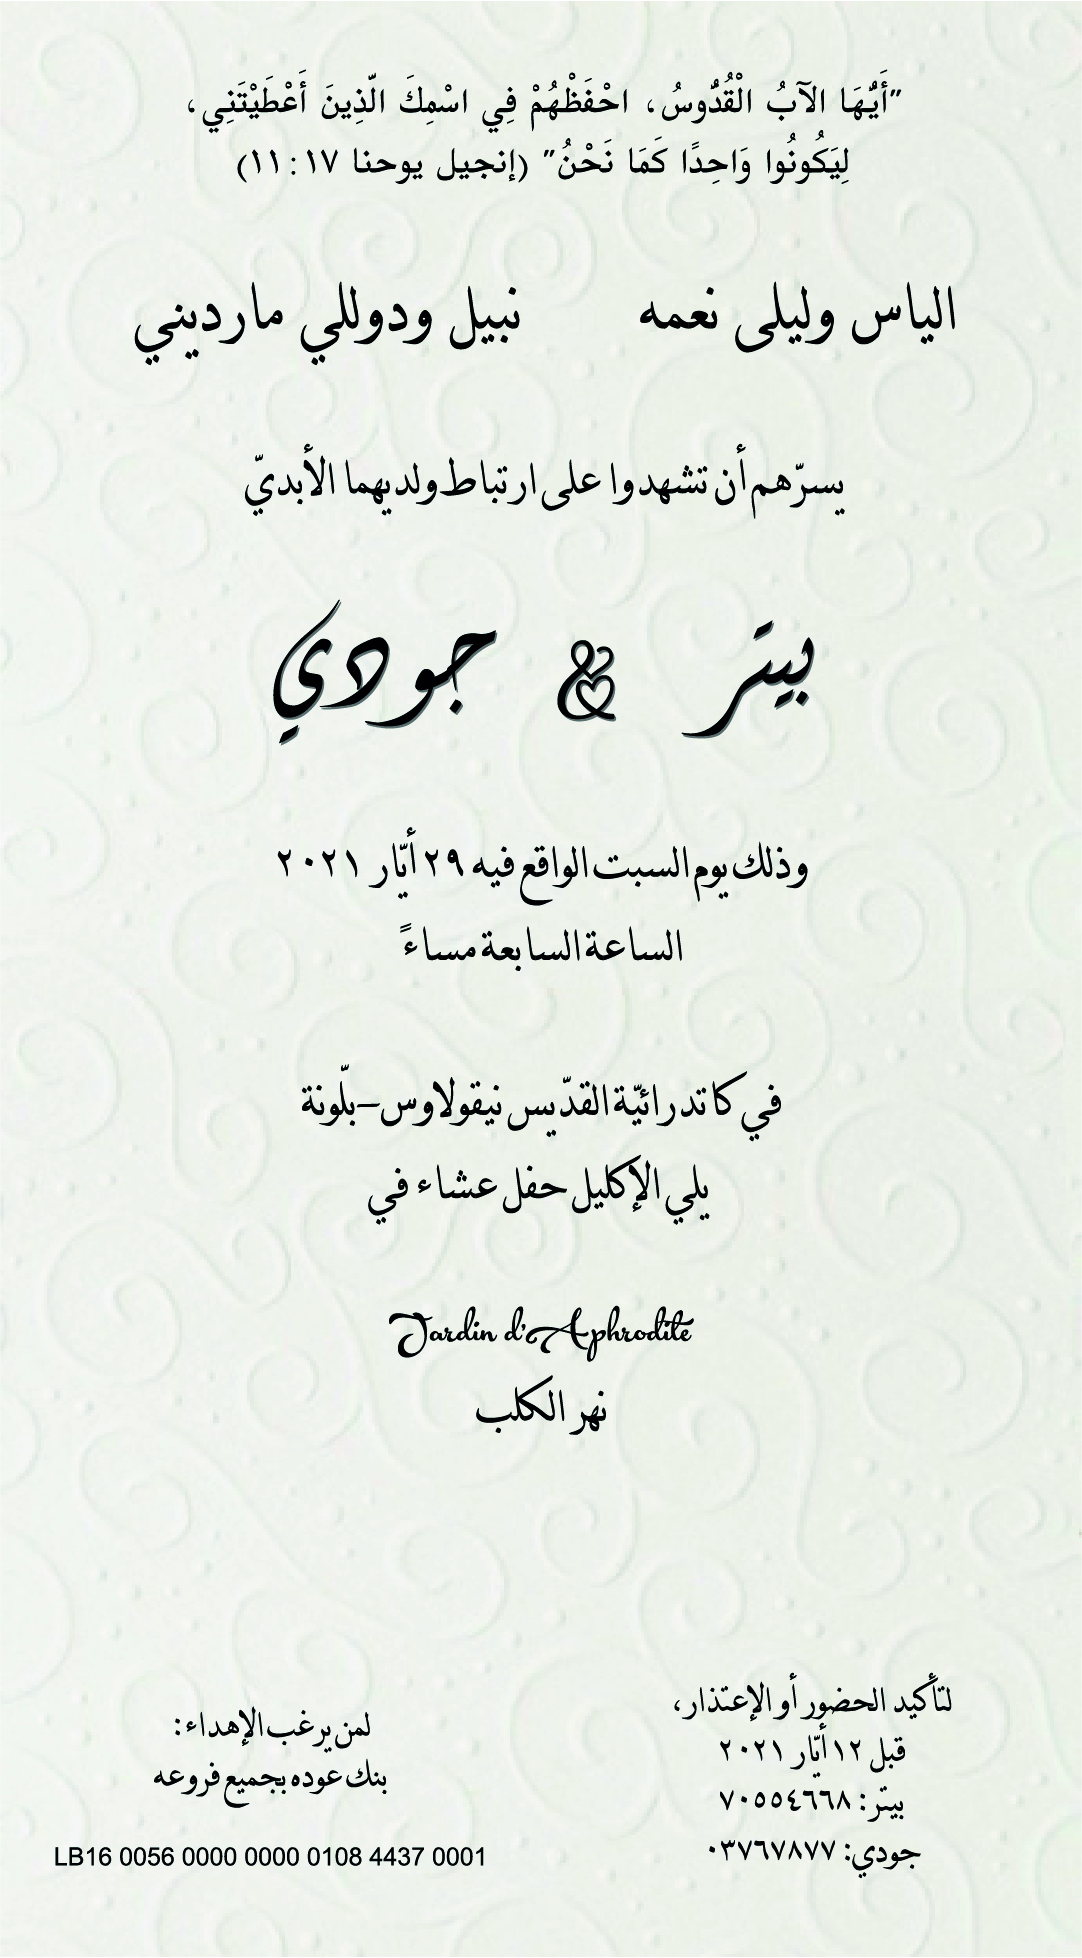 "أَيُّهَا الآبُ الْقُدُّوسُ، احْفَظْهُمْ فِي اسْمِكَ الَّذِينَ أَعْطَيْتَنِي،
لِيَكُونُوا وَاحِدًا كَمَا نَحْنُ" (إنجيل يوحنا ١٧:١١)
الياس وليلى نعمه
نبيل ودوللي مارديني
يسرّهم أن تشهدوا على ارتباط ولديهما الأبديّ
بيتر & جودي
وذلك يوم السبت الواقع فيه ٢٩ أيّار ٢٠٢١
الساعة السابعة مساءً
في كاتدرائيّة القدّيس نيقولاوس–بلّونة
يلي الإكليل حفل عشاء في
Jardin d'Aphrodite
نهر الكلب
لتأكيد الحضور أو الإعتذار،
قبل ١٢ أيّار ٢٠٢١
بيتر: ٧٠٥٥٤٦٦٨
جودي: ٠٣٧٦٧٨٧٧
لمن يرغب الإهداء:
بنك عوده بجميع فروعه
LB16 0056 0000 0000 0108 4437 0001